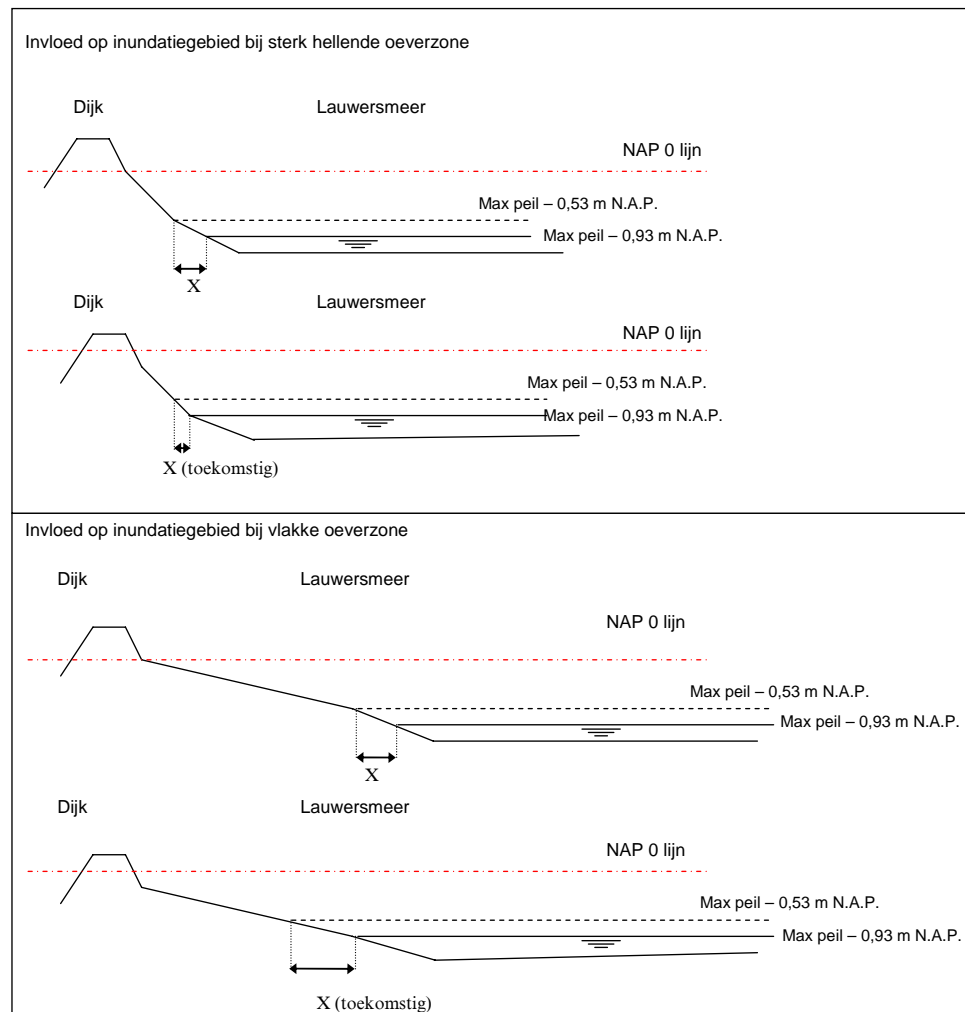 Invloed op inundatiegebied bij sterk hellende oeverzone
Dijk Lauwersmeer
NAP 0 lijn
Max peil – 0,53 m N.A.P.
Max peil – 0,93 m N.A.P.
X
Dijk Lauwersmeer
NAP 0 lijn
Max peil – 0,53 m N.A.P.
Max peil – 0,93 m N.A.P.
X (toekomstig)
Invloed op inundatiegebied bij vlakke oeverzone
Dijk Lauwersmeer
NAP 0 lijn
Max peil – 0,53 m N.A.P.
Max peil – 0,93 m N.A.P.
X
Dijk Lauwersmeer
NAP 0 lijn
Max peil – 0,53 m N.A.P.
Max peil – 0,93 m N.A.P.
X (toekomstig)